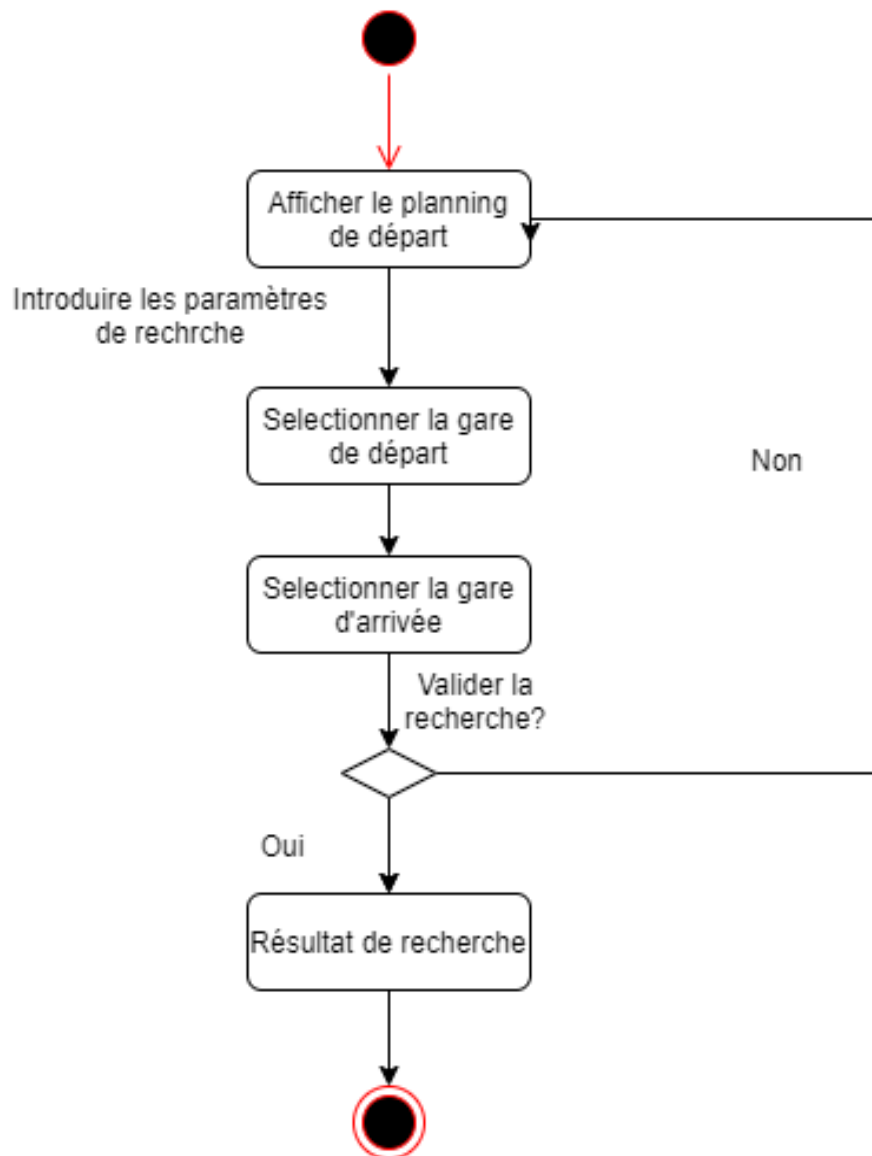 Afficher le planning
de départ
Introduire les paramètres
de rechrche
Selectionner la gare
de départ
Non
Selectionner la gare
d'arrivée
Valider la
recherche?
Oui
Résultat de recherche